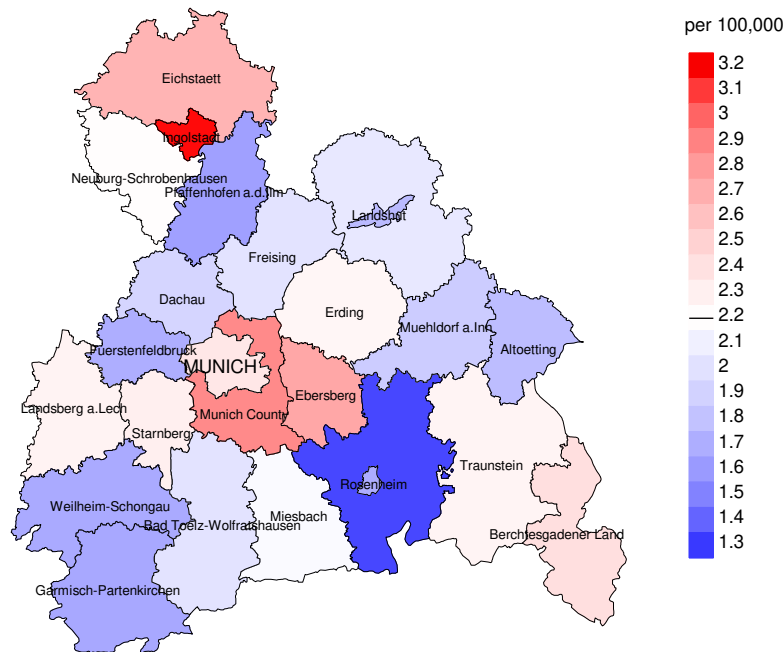 per 100,000
3.2
3.1
3
2.9
2.8
2.7
2.6
2.5
2.4
2.3
2.2
2.1
2
1.9
1.8
1.7
1.6
1.5
1.4
1.3
Eichstaett
Ingolstadt
Neuburg-Schrobenhausen
Pfaffenhofen a.d.Ilm
Landshut
Freising
Dachau
Erding
Muehldorf a.Inn
Altoetting
Fuerstenfeldbruck
MUNICH
Ebersberg
Landsberg a.Lech
Munich County
Starnberg
Traunstein
Rosenheim
Weilheim-Schongau
Miesbach
Bad Toelz-Wolfratshausen
Berchtesgadener Land
Garmisch-Partenkirchen